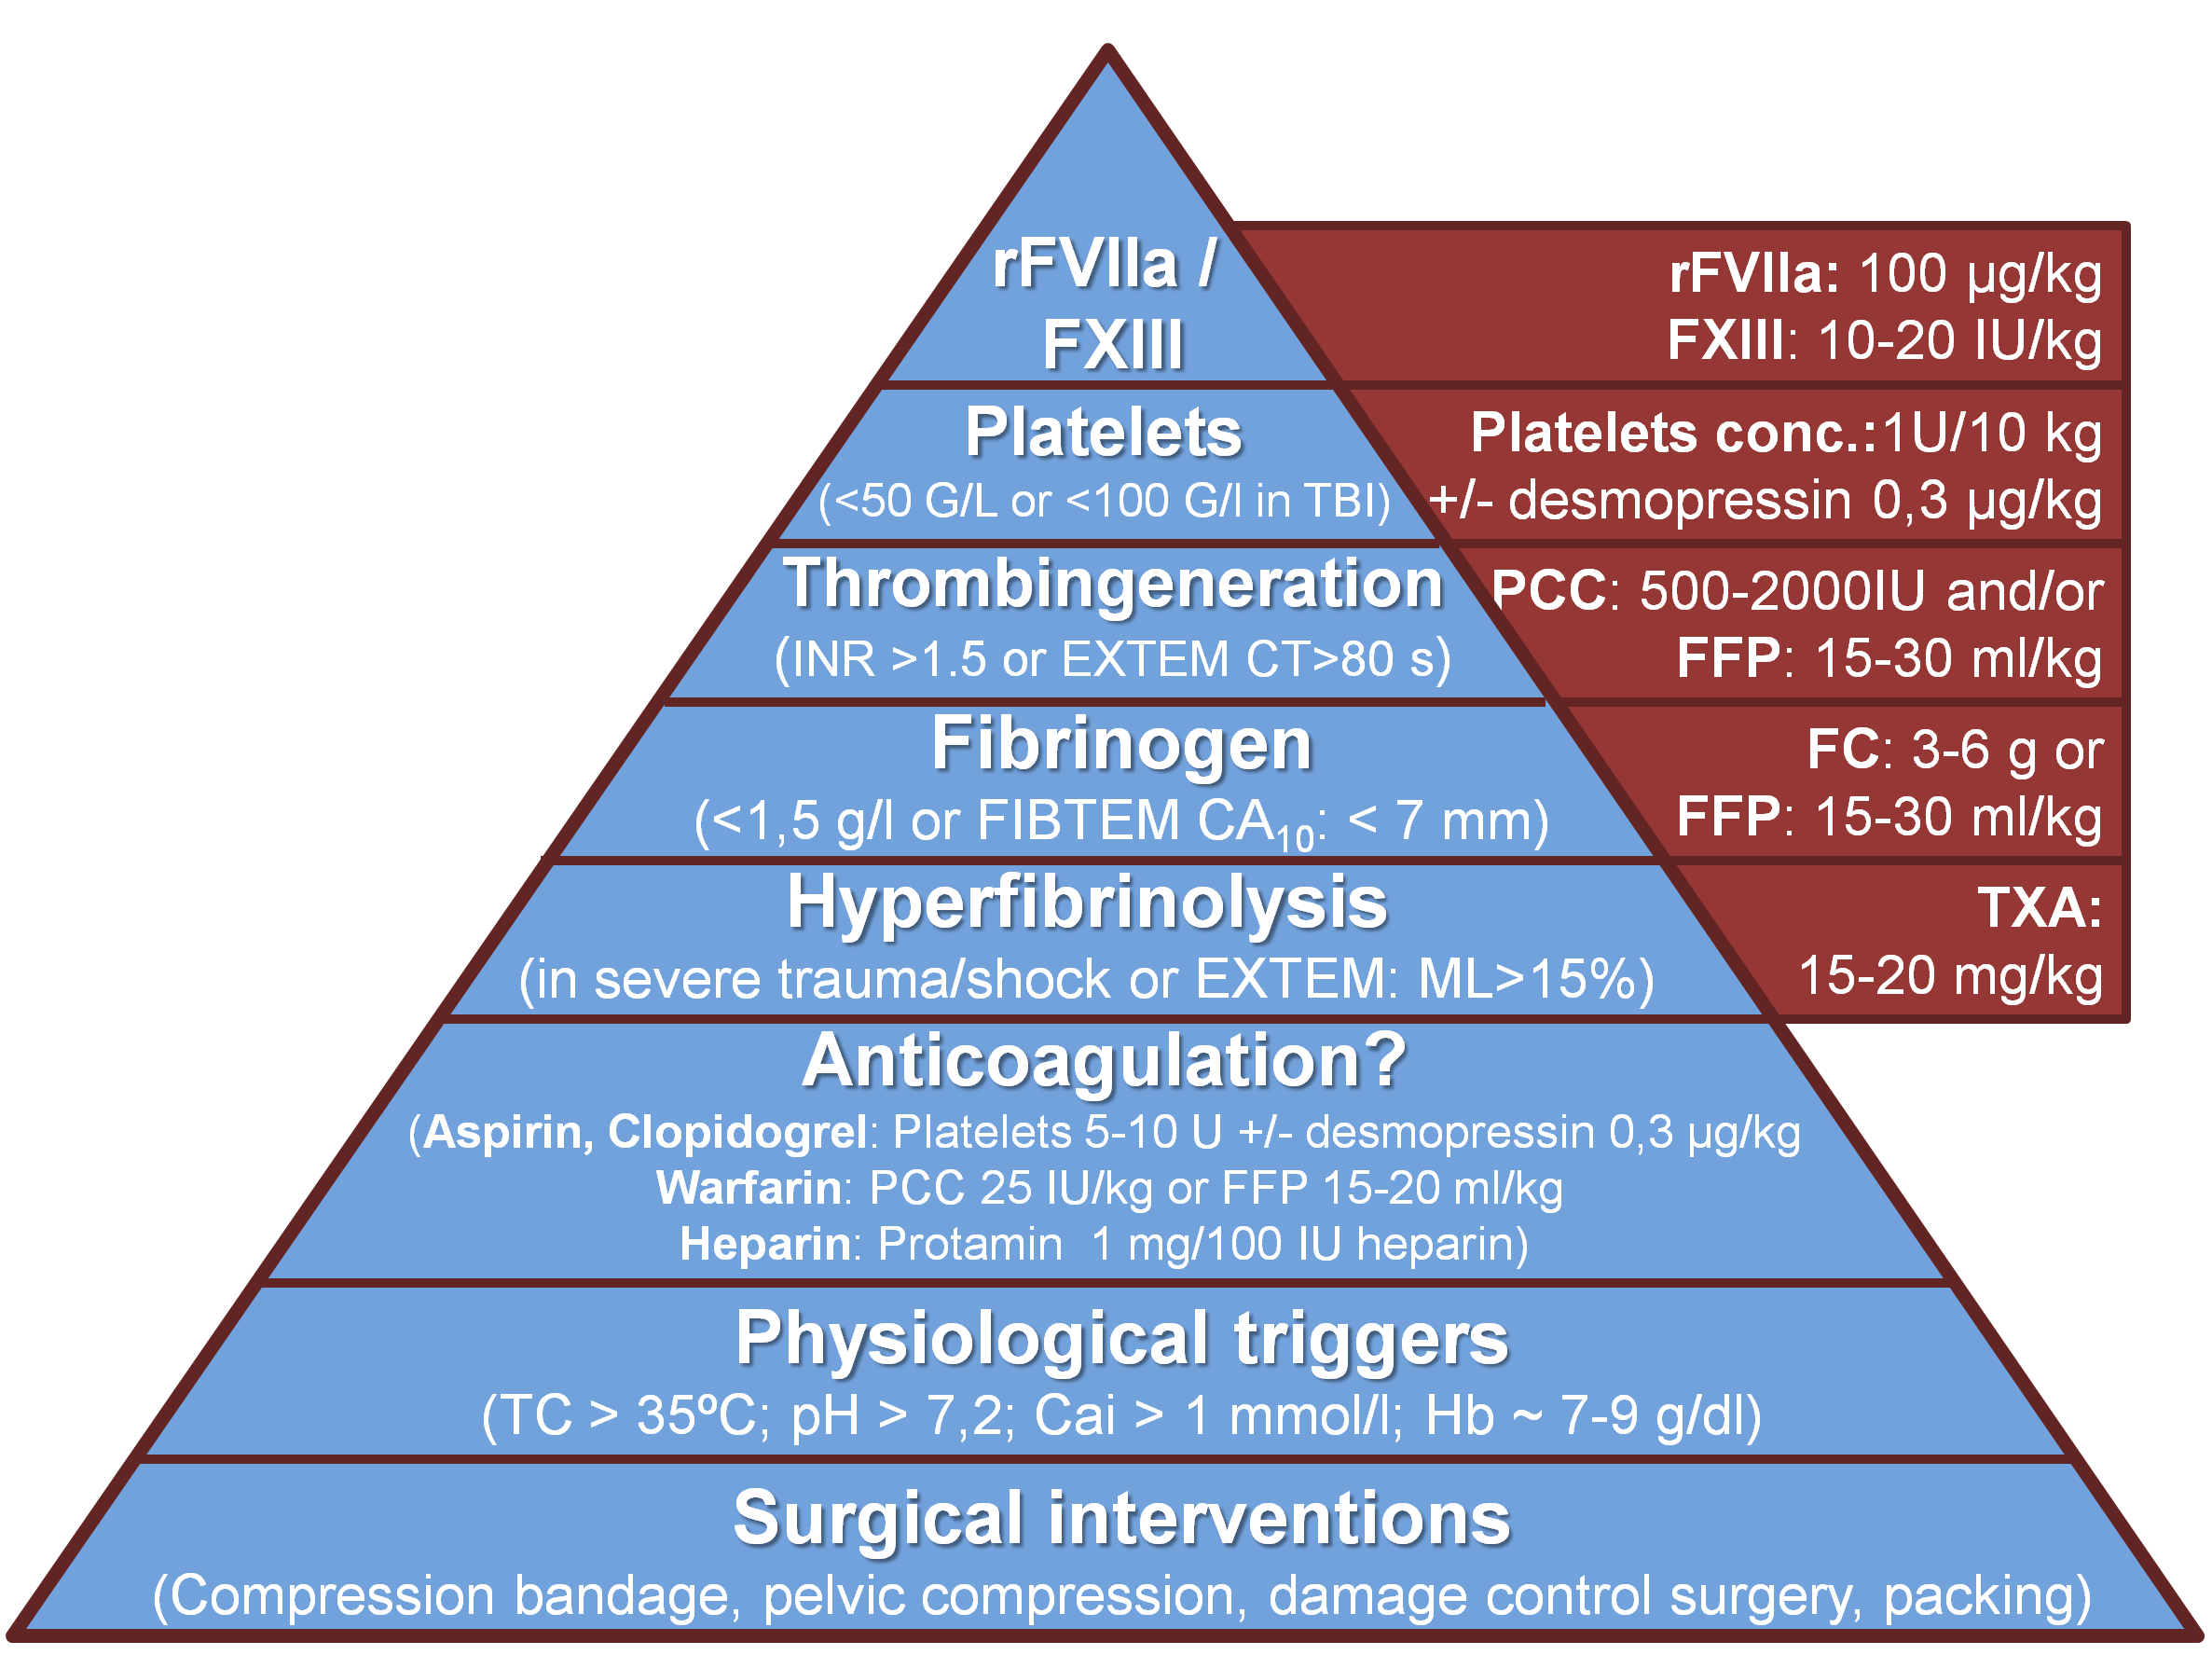 rFVIIa /
FXIII
rFVIIa: 100 µg/kg
FXIII: 10-20 IU/kg
Platelets
(<50 G/L or <100 G/l in TBI)
Platelets conc.:1U/10 kg
+/- desmopressin 0,3 µg/kg
Thrombingeneration
(INR >1.5 or EXTEM CT>80 s)
PCC: 500-2000IU and/or
FFP: 15-30 ml/kg
Fibrinogen
(<1,5 g/l or FIBTEM CA10: < 7 mm)
FC: 3-6 g or
FFP: 15-30 ml/kg
Hyperfibrinolysis
(in severe trauma/shock or EXTEM: ML>15%)
TXA:
15-20 mg/kg
Anticoagulation?
(Aspirin, Clopidogrel: Platelets 5-10 U +/- desmopressin 0,3 µg/kg
Warfarin: PCC 25 IU/kg or FFP 15-20 ml/kg
Heparin: Protamin 1 mg/100 IU heparin)
Physiological triggers
(TC > 35ºC; pH > 7,2; Cai > 1 mmol/l; Hb ~ 7-9 g/dl)
Surgical interventions
(Compression bandage, pelvic compression, damage control surgery, packing)